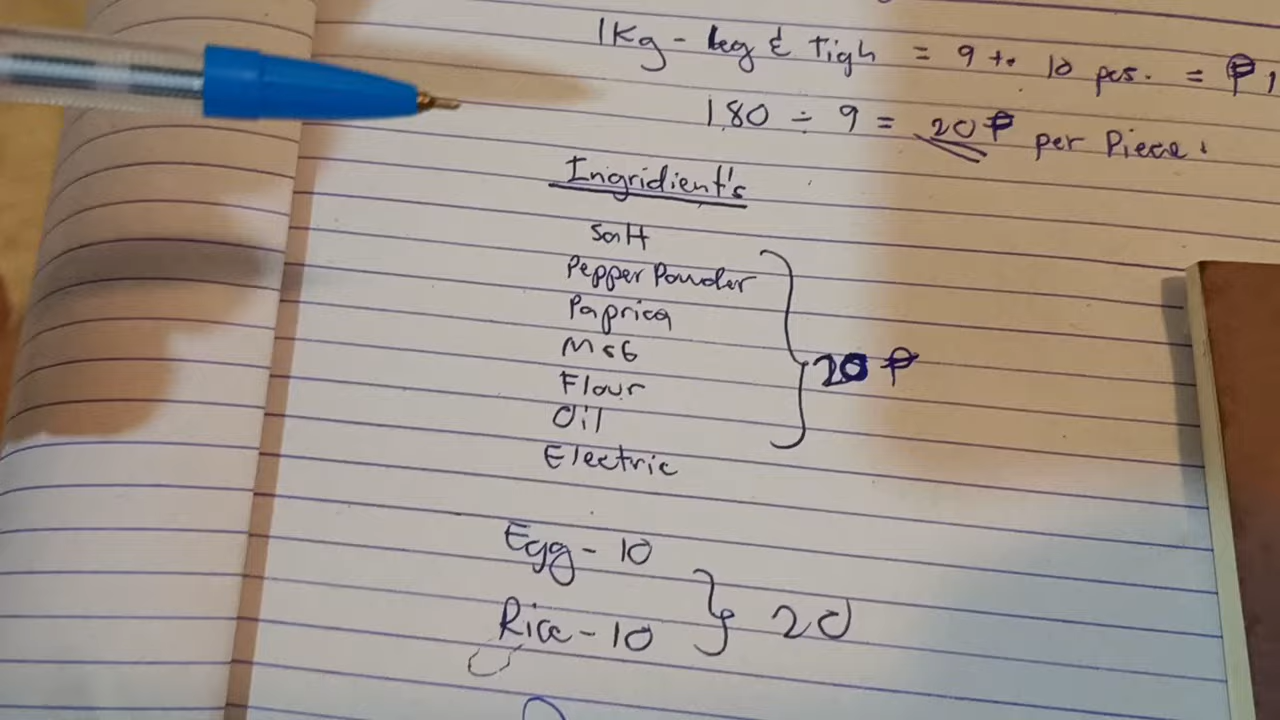 1Kg - Leg & Tigh = 9 to 10 pcs. = ₱ 1
180 ÷ 9 = 20 ₱ per Piece.
Ingridient's
Salt
Pepper Powder
Paprica
MSG
Flour
Oil
20 ₱
Electric
Egg - 10
Rice - 10
20